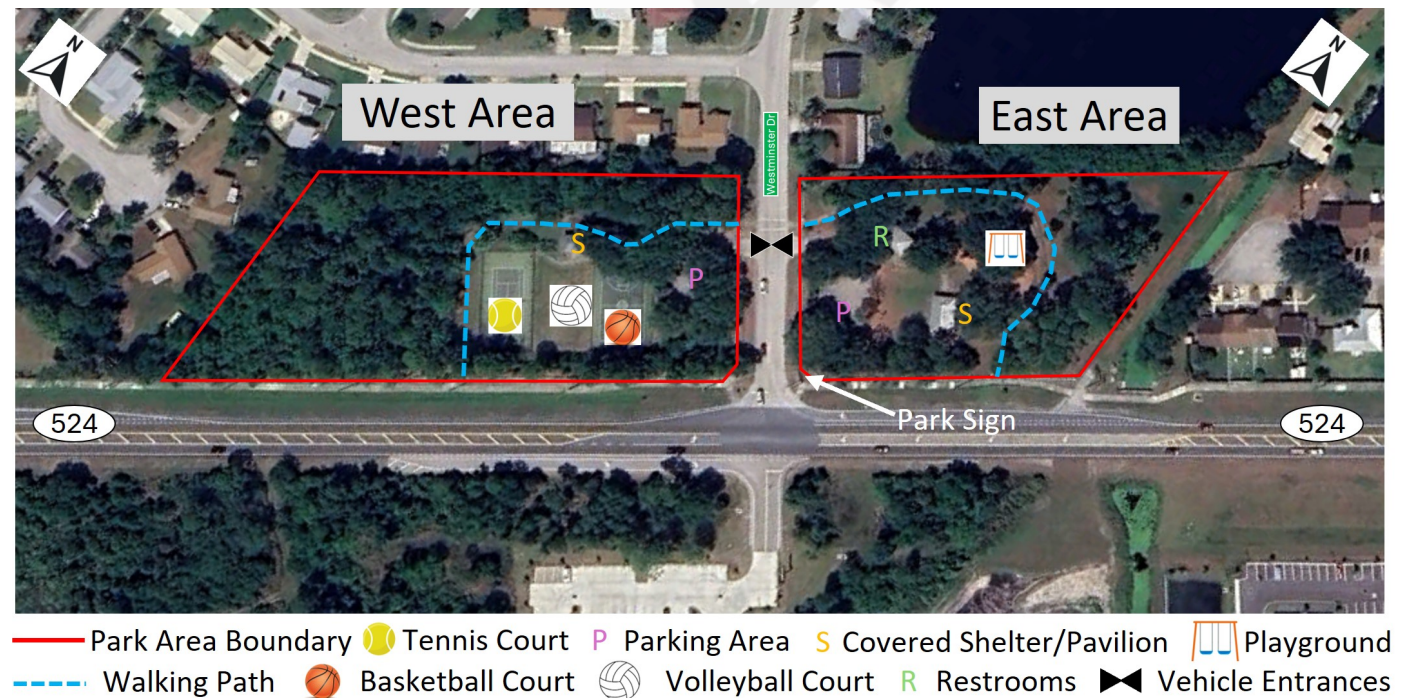 N
N
West Area
East Area
Westminster Dr
S
R
P
P
S
524
Park Sign
524
Park Area Boundary Tennis Court P Parking Area S Covered Shelter/Pavilion Playground
Walking Path Basketball Court Volleyball Court R Restrooms Vehicle Entrances